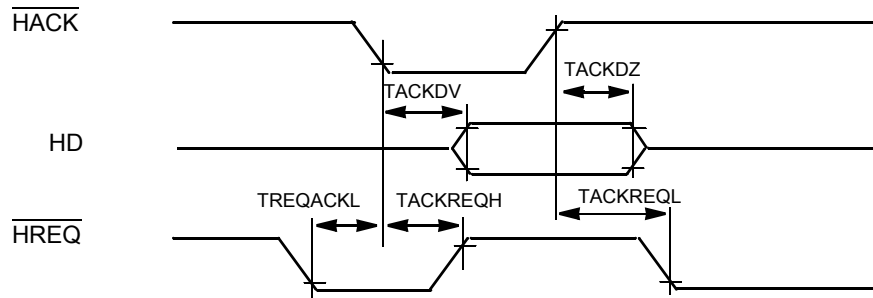 HACK
TACKDZ
TACKDV
HD
TREQACKL TACKREQH TACKREQL
HREQ